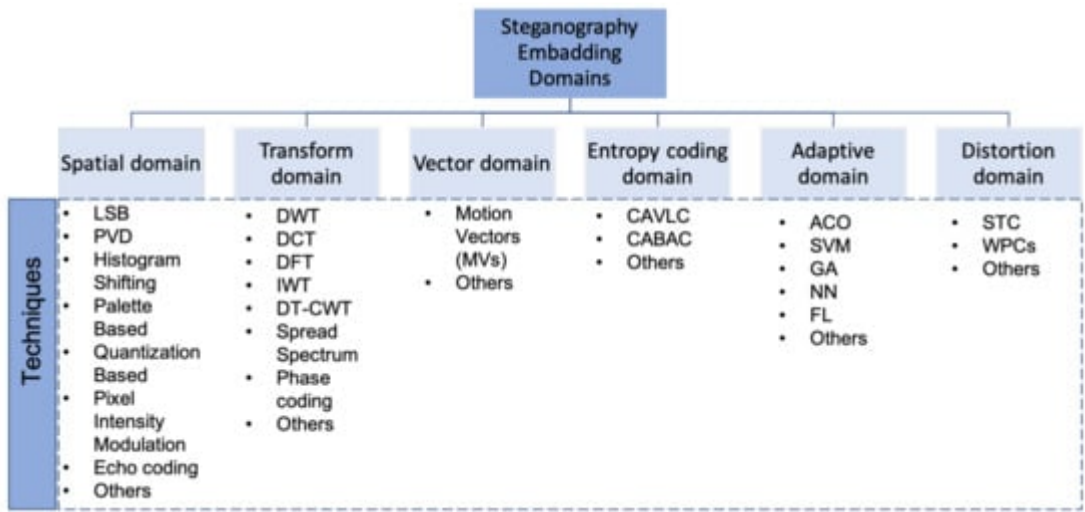 Steganography
Embadding
Domains
Spatial domain
Transform
domain
Vector domain
Entropy coding
domain
Adaptive
domain
Distortion
domain
Techniques
• LSB
• PVD
• Histogram
Shifting
• Palette
Based
• Quantization
Based
• Pixel
Intensity
Modulation
• Echo coding
• Others
• DWT
• DCT
• DFT
• IWT
• DT-CWT
• Spread
Spectrum
• Phase
coding
• Others
• Motion
Vectors
(MVs)
• Others
• CAVLC
• CABAC
• Others
• ACO
• SVM
• GA
• NN
• FL
• Others
• STC
• WPCs
• Others